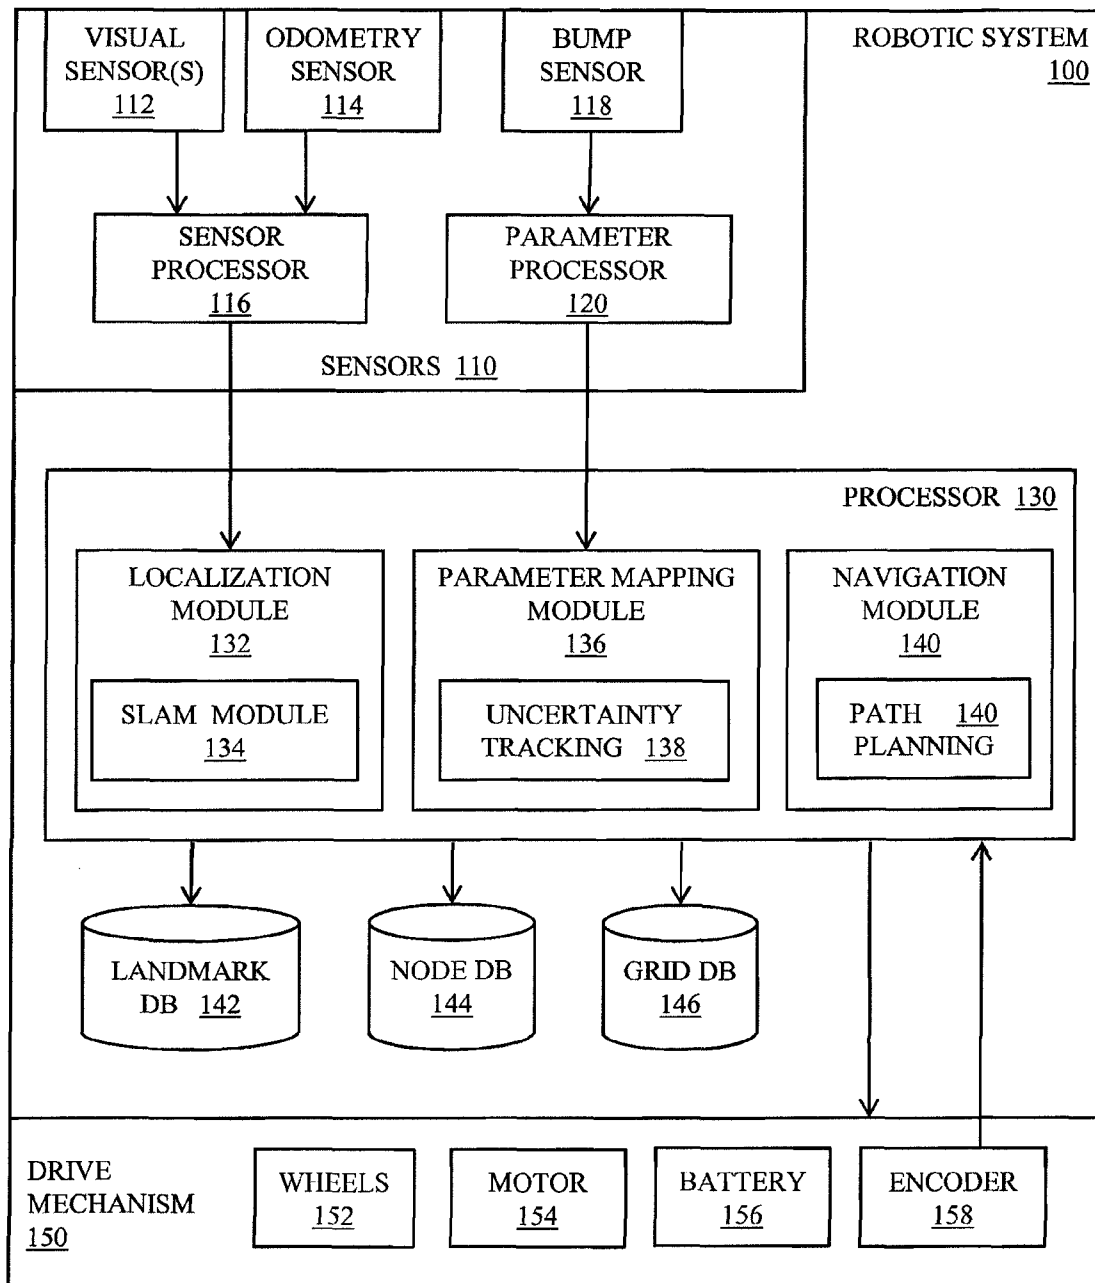 VISUAL
SENSOR(S)
112
ODOMETRY
SENSOR
114
BUMP
SENSOR
118
ROBOTIC SYSTEM
100
SENSOR
PROCESSOR
116
PARAMETER
PROCESSOR
120
SENSORS 110
PROCESSOR 130
LOCALIZATION
MODULE
132
SLAM MODULE
134
PARAMETER MAPPING
MODULE
136
UNCERTAINTY
TRACKING 138
NAVIGATION
MODULE
140
PATH 140
PLANNING
LANDMARK
DB 142
NODE DB
144
GRID DB
146
DRIVE
MECHANISM
150
WHEELS
152
MOTOR
154
BATTERY
156
ENCODER
158